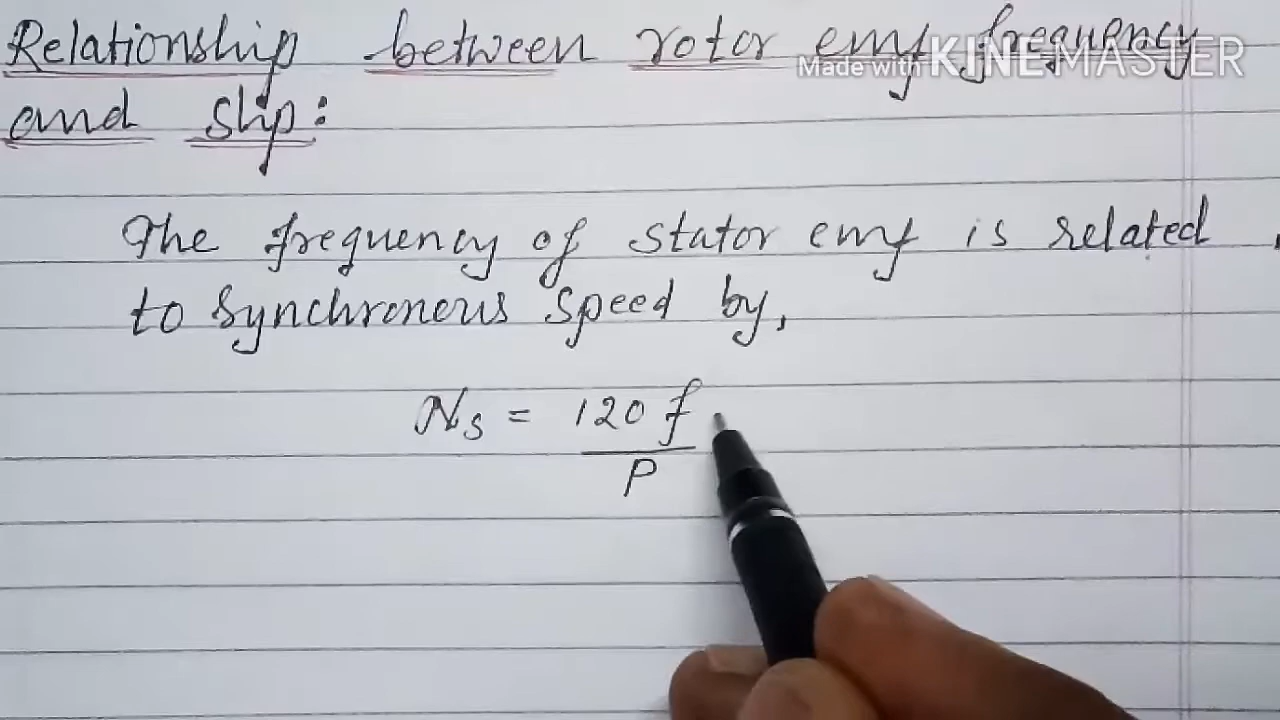 Relationship between rotor emf frequency
Made with KINEMASTER
and slip:
The frequency of stator emf is related
to synchronous speed by,
Ns = 120 f
P